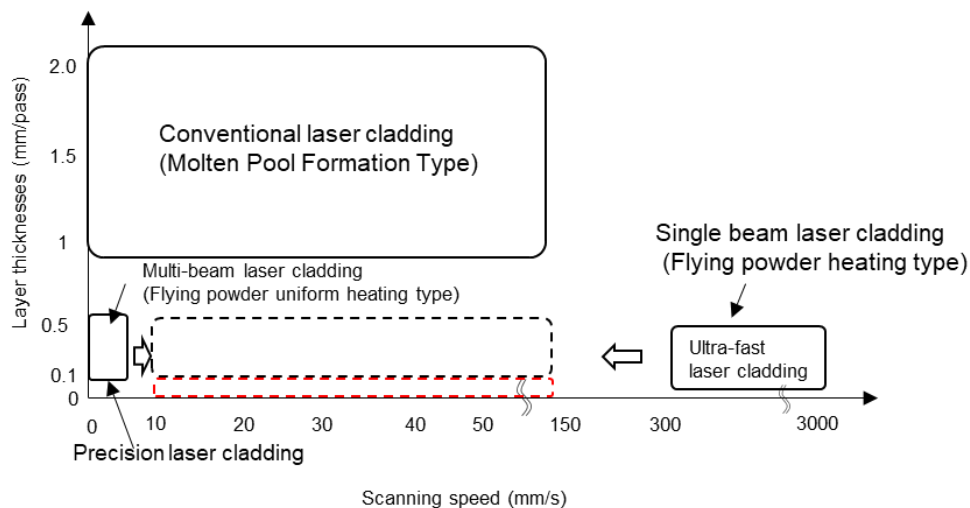 Layer thicknesses (mm/pass)
2.0
1.5
1
0.5
0.1
0
Conventional laser cladding
(Molten Pool Formation Type)
Multi-beam laser cladding
(Flying powder uniform heating type)
Single beam laser cladding
(Flying powder heating type)
Ultra-fast
laser cladding
0
10
20
30
40
50
150
300
3000
Precision laser cladding
Scanning speed (mm/s)